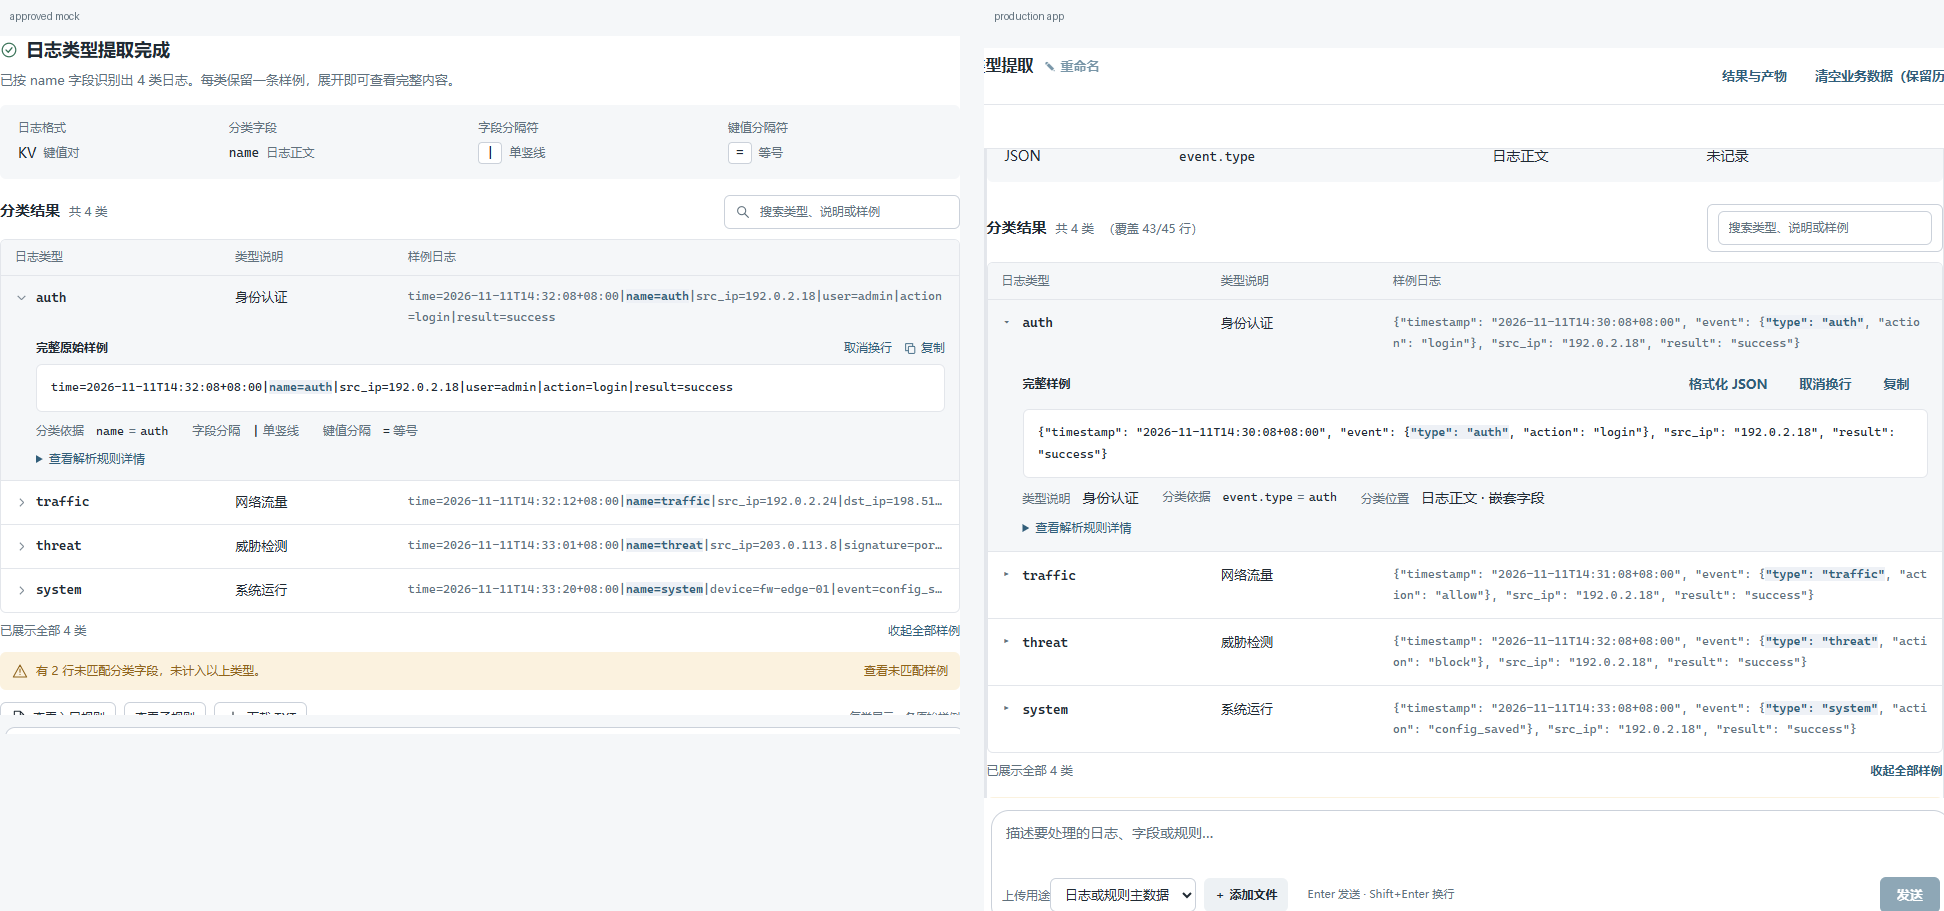 approved mock
日志类型提取完成
已按 name 字段识别出 4 类日志。每类保留一条样例，展开即可查看完整内容。
日志格式 分类字段 字段分隔符 键值分隔符
KV 键值对 name 日志正文 | 单竖线 = 等号
分类结果 共 4 类 搜索类型、说明或样例
日志类型 类型说明 样例日志
auth 身份认证 time=2026-11-11T14:32:08+08:00|name=auth|src_ip=192.0.2.18|user=admin|action
=login|result=success
完整原始样例 取消换行 复制
time=2026-11-11T14:32:08+08:00|name=auth|src_ip=192.0.2.18|user=admin|action=login|result=success
分类依据 name = auth 字段分隔 | 单竖线 键值分隔 = 等号
▶ 查看解析规则详情
traffic 网络流量 time=2026-11-11T14:32:12+08:00|name=traffic|src_ip=192.0.2.24|dst_ip=198.51…
threat 威胁检测 time=2026-11-11T14:33:01+08:00|name=threat|src_ip=203.0.113.8|signature=por…
system 系统运行 time=2026-11-11T14:33:20+08:00|name=system|device=fw-edge-01|event=config_s…
已展示全部 4 类 收起全部样例
有 2 行未匹配分类字段，未计入以上类型。 查看未匹配样例
production app
型提取 重命名
结果与产物 清空业务数据（保留历
JSON event.type 日志正文 未记录
分类结果 共 4 类 （覆盖 43/45 行） 搜索类型、说明或样例
日志类型 类型说明 样例日志
auth 身份认证 {"timestamp": "2026-11-11T14:30:08+08:00", "event": {"type": "auth", "actio
n": "login"}, "src_ip": "192.0.2.18", "result": "success"}
完整样例 格式化 JSON 取消换行 复制
{"timestamp": "2026-11-11T14:30:08+08:00", "event": {"type": "auth", "action": "login"}, "src_ip": "192.0.2.18", "result":
"success"}
类型说明 身份认证 分类依据 event.type = auth 分类位置 日志正文 · 嵌套字段
▶ 查看解析规则详情
traffic 网络流量 {"timestamp": "2026-11-11T14:31:08+08:00", "event": {"type": "traffic", "act
ion": "allow"}, "src_ip": "192.0.2.18", "result": "success"}
threat 威胁检测 {"timestamp": "2026-11-11T14:32:08+08:00", "event": {"type": "threat", "acti
on": "block"}, "src_ip": "192.0.2.18", "result": "success"}
system 系统运行 {"timestamp": "2026-11-11T14:33:08+08:00", "event": {"type": "system", "acti
on": "config_saved"}, "src_ip": "192.0.2.18", "result": "success"}
已展示全部 4 类 收起全部样例
描述要处理的日志、字段或规则...
上传用途 日志或规则主数据 + 添加文件 Enter 发送 · Shift+Enter 换行 发送